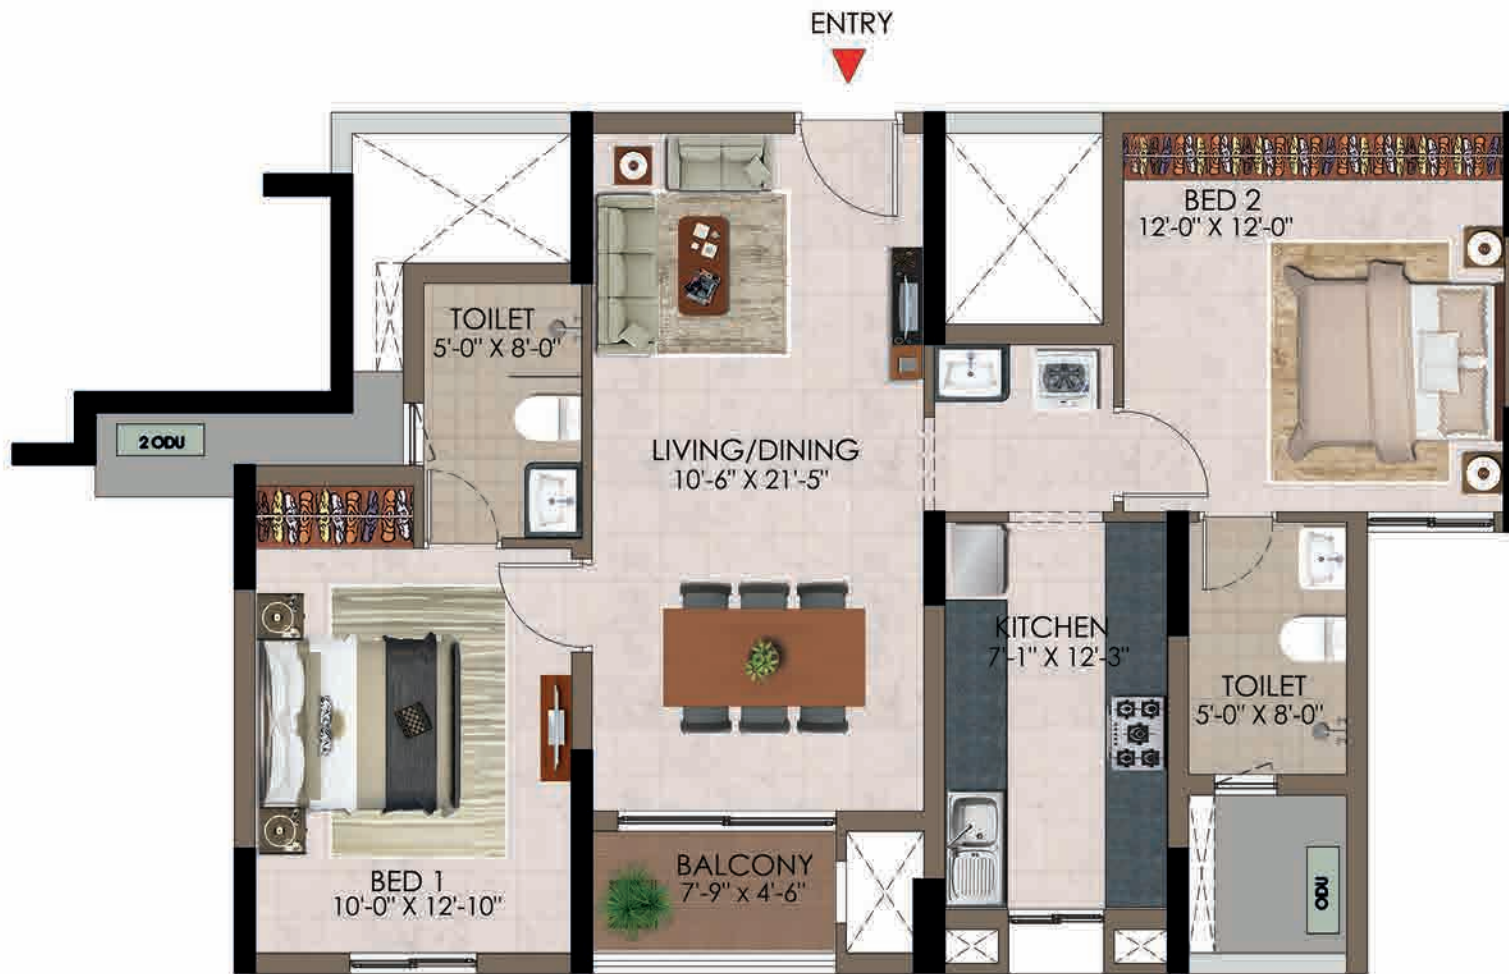 ENTRY
BED 2
12'-0" X 12'-0"
TOILET
5'-0" X 8'-0"
2 ODU
LIVING/DINING
10'-6" X 21'-5"
KITCHEN
7'-1" X 12'-3"
TOILET
5'-0" X 8'-0"
BED 1
10'-0" X 12'-10"
BALCONY
7'-9" x 4'-6"
ODU